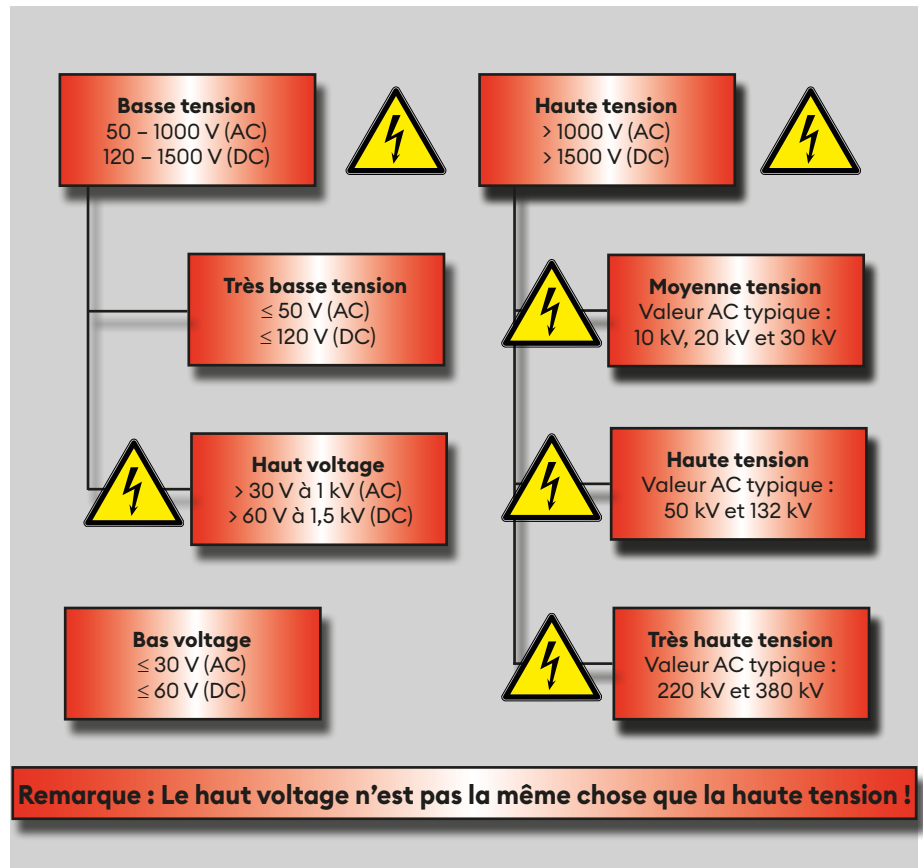 Basse tension
50 – 1000 V (AC)
120 – 1500 V (DC)
Très basse tension
≤ 50 V (AC)
≤ 120 V (DC)
Haut voltage
> 30 V à 1 kV (AC)
> 60 V à 1,5 kV (DC)
Bas voltage
≤ 30 V (AC)
≤ 60 V (DC)
Haute tension
> 1000 V (AC)
> 1500 V (DC)
Moyenne tension
Valeur AC typique :
10 kV, 20 kV et 30 kV
Haute tension
Valeur AC typique :
50 kV et 132 kV
Très haute tension
Valeur AC typique :
220 kV et 380 kV
Remarque : Le haut voltage n’est pas la même chose que la haute tension !